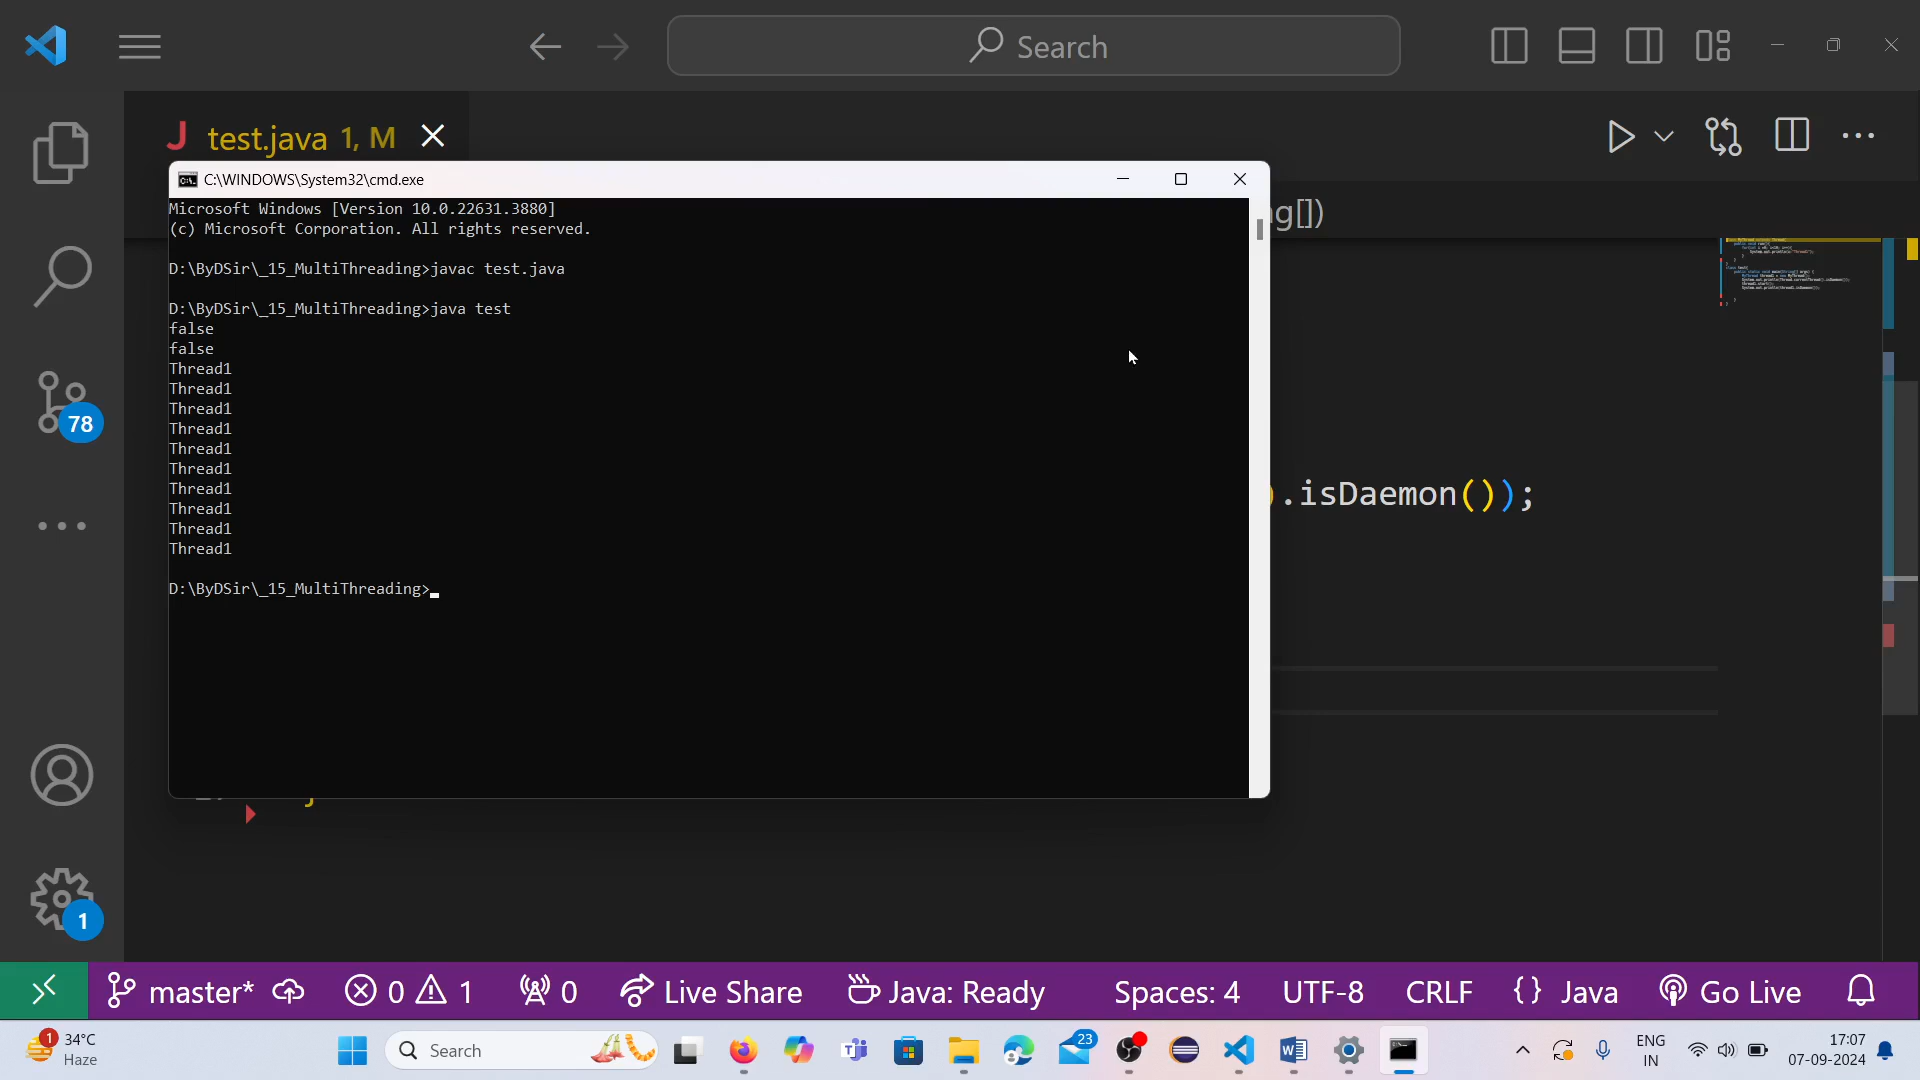 Search
test.java 1, M
C:\WINDOWS\System32\cmd.exe
Microsoft Windows [Version 10.0.22631.3880]
(c) Microsoft Corporation. All rights reserved.
D:\ByDSir\_15_MultiThreading>javac test.java
D:\ByDSir\_15_MultiThreading>java test
false
false
Thread1
Thread1
Thread1
Thread1
Thread1
Thread1
Thread1
Thread1
Thread1
Thread1
D:\ByDSir\_15_MultiThreading>
g[])
).isDaemon());
}
78
1
master* 0 1 0 Live Share Java: Ready Spaces: 4 UTF-8 CRLF {} Java Go Live
1 34°C
Haze
Search
23
ENG
IN
17:07
07-09-2024